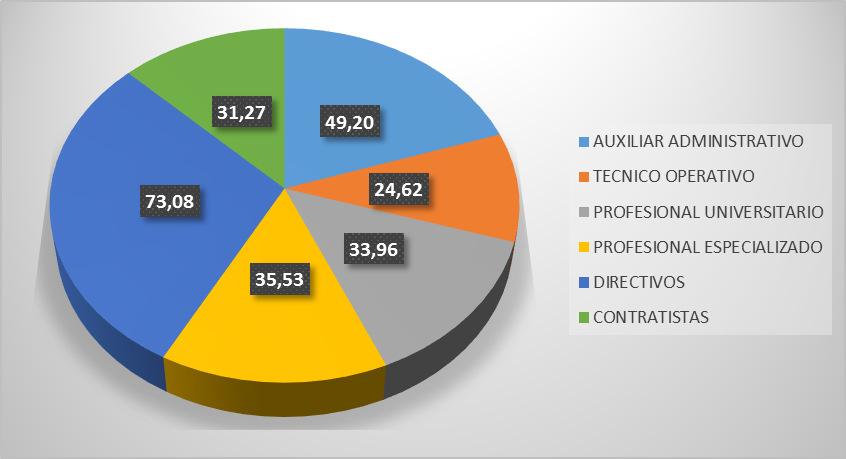 31,27
49,20
24,62
73,08
33,96
35,53
AUXILIAR ADMINISTRATIVO
TECNICO OPERATIVO
PROFESIONAL UNIVERSITARIO
PROFESIONAL ESPECIALIZADO
DIRECTIVOS
CONTRATISTAS